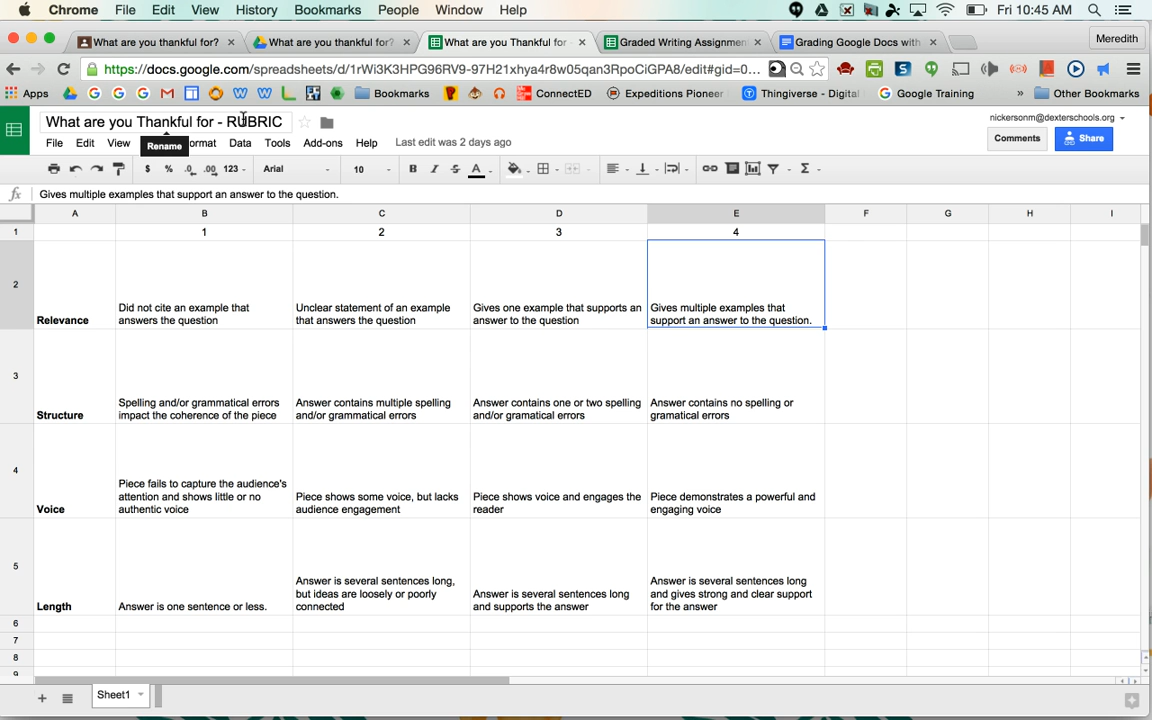 Chrome File Edit View History Bookmarks People Window Help Fri 10:45 AM
What are you thankful for? What are you thankful for? What are you Thankful for Graded Writing Assignmen Grading Google Docs with Meredith
https://docs.google.com/spreadsheets/d/1rWi3K3HPG96RV9-97H21xhya4r8w05qan3RpoCiGPA8/edit#gid=0...
Apps Bookmarks ConnectED Expeditions Pioneer Thingiverse - Digital Google Training » Other Bookmarks
What are you Thankful for - RUBRIC nickersonm@dexterschools.org
File Edit View Rename ormat Data Tools Add-ons Help Last edit was 2 days ago Comments Share
$ % .0 .00 123 Arial 10 B I S A Σ
fx Gives multiple examples that support an answer to the question.
A B C D E F G H I
1 1 2 3 4
2
Relevance
Did not cite an example that
answers the question
Unclear statement of an example
that answers the question
Gives one example that supports an
answer to the question
Gives multiple examples that
support an answer to the question.
3
Structure
Spelling and/or grammatical errors
impact the coherence of the piece
Answer contains multiple spelling
and/or grammatical errors
Answer contains one or two spelling
and/or gramatical errors
Answer contains no spelling or
gramatical errors
4
Voice
Piece fails to capture the audience's
attention and shows little or no
authentic voice
Piece shows some voice, but lacks
audience engagement
Piece shows voice and engages the
reader
Piece demonstrates a powerful and
engaging voice
5
Length
Answer is one sentence or less.
Answer is several sentences long,
but ideas are loosely or poorly
connected
Answer is several sentences long
and supports the answer
Answer is several sentences long
and gives strong and clear support
for the answer
6
7
8
9
Sheet1